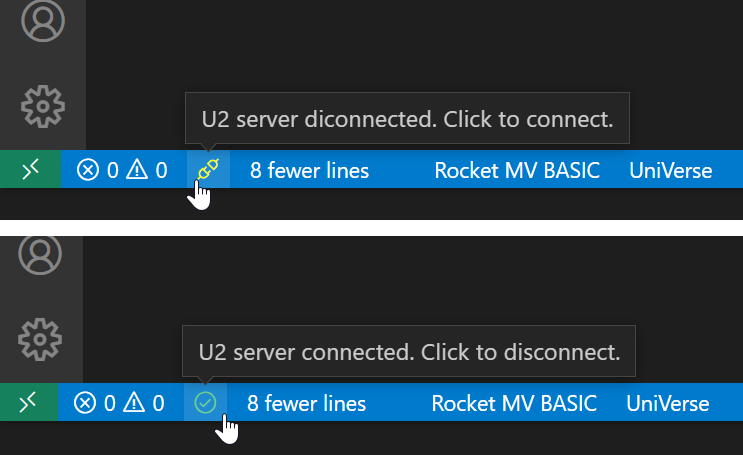 U2 server diconnected. Click to connect.
0 0 8 fewer lines Rocket MV BASIC UniVerse
U2 server connected. Click to disconnect.
0 0 8 fewer lines Rocket MV BASIC UniVerse